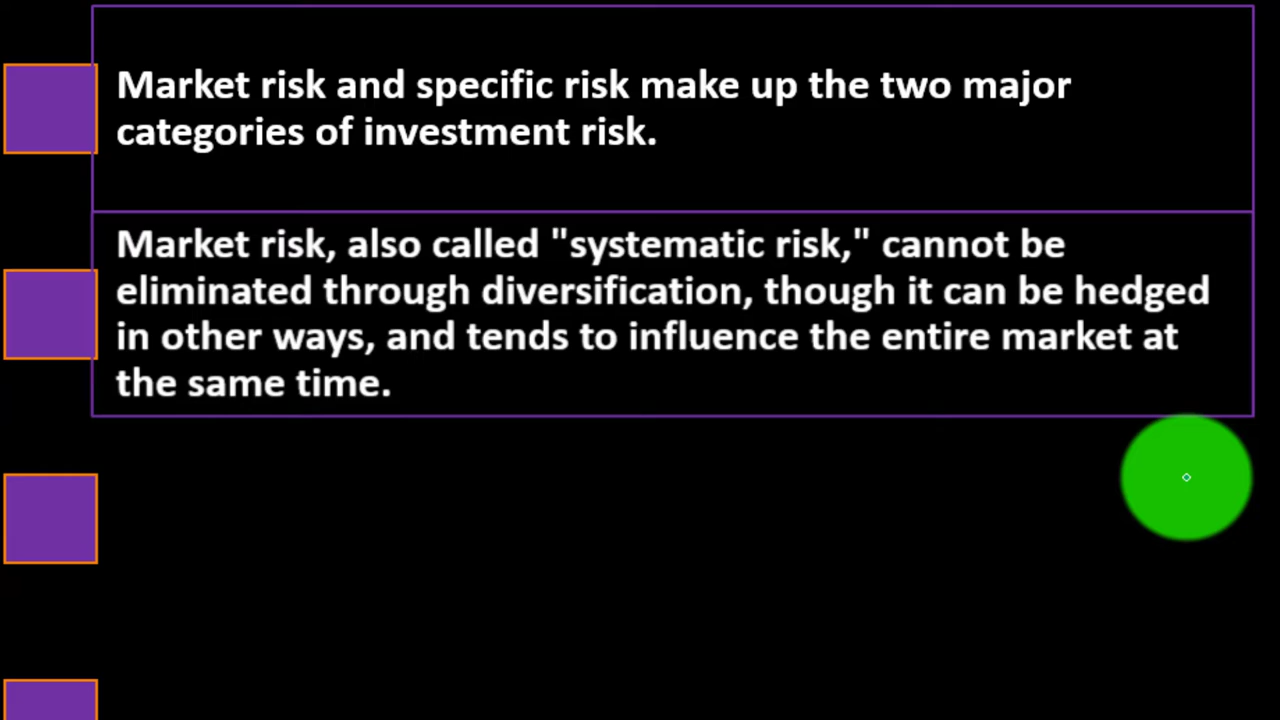 Market risk and specific risk make up the two major
categories of investment risk.
Market risk, also called "systematic risk," cannot be
eliminated through diversification, though it can be hedged
in other ways, and tends to influence the entire market at
the same time.